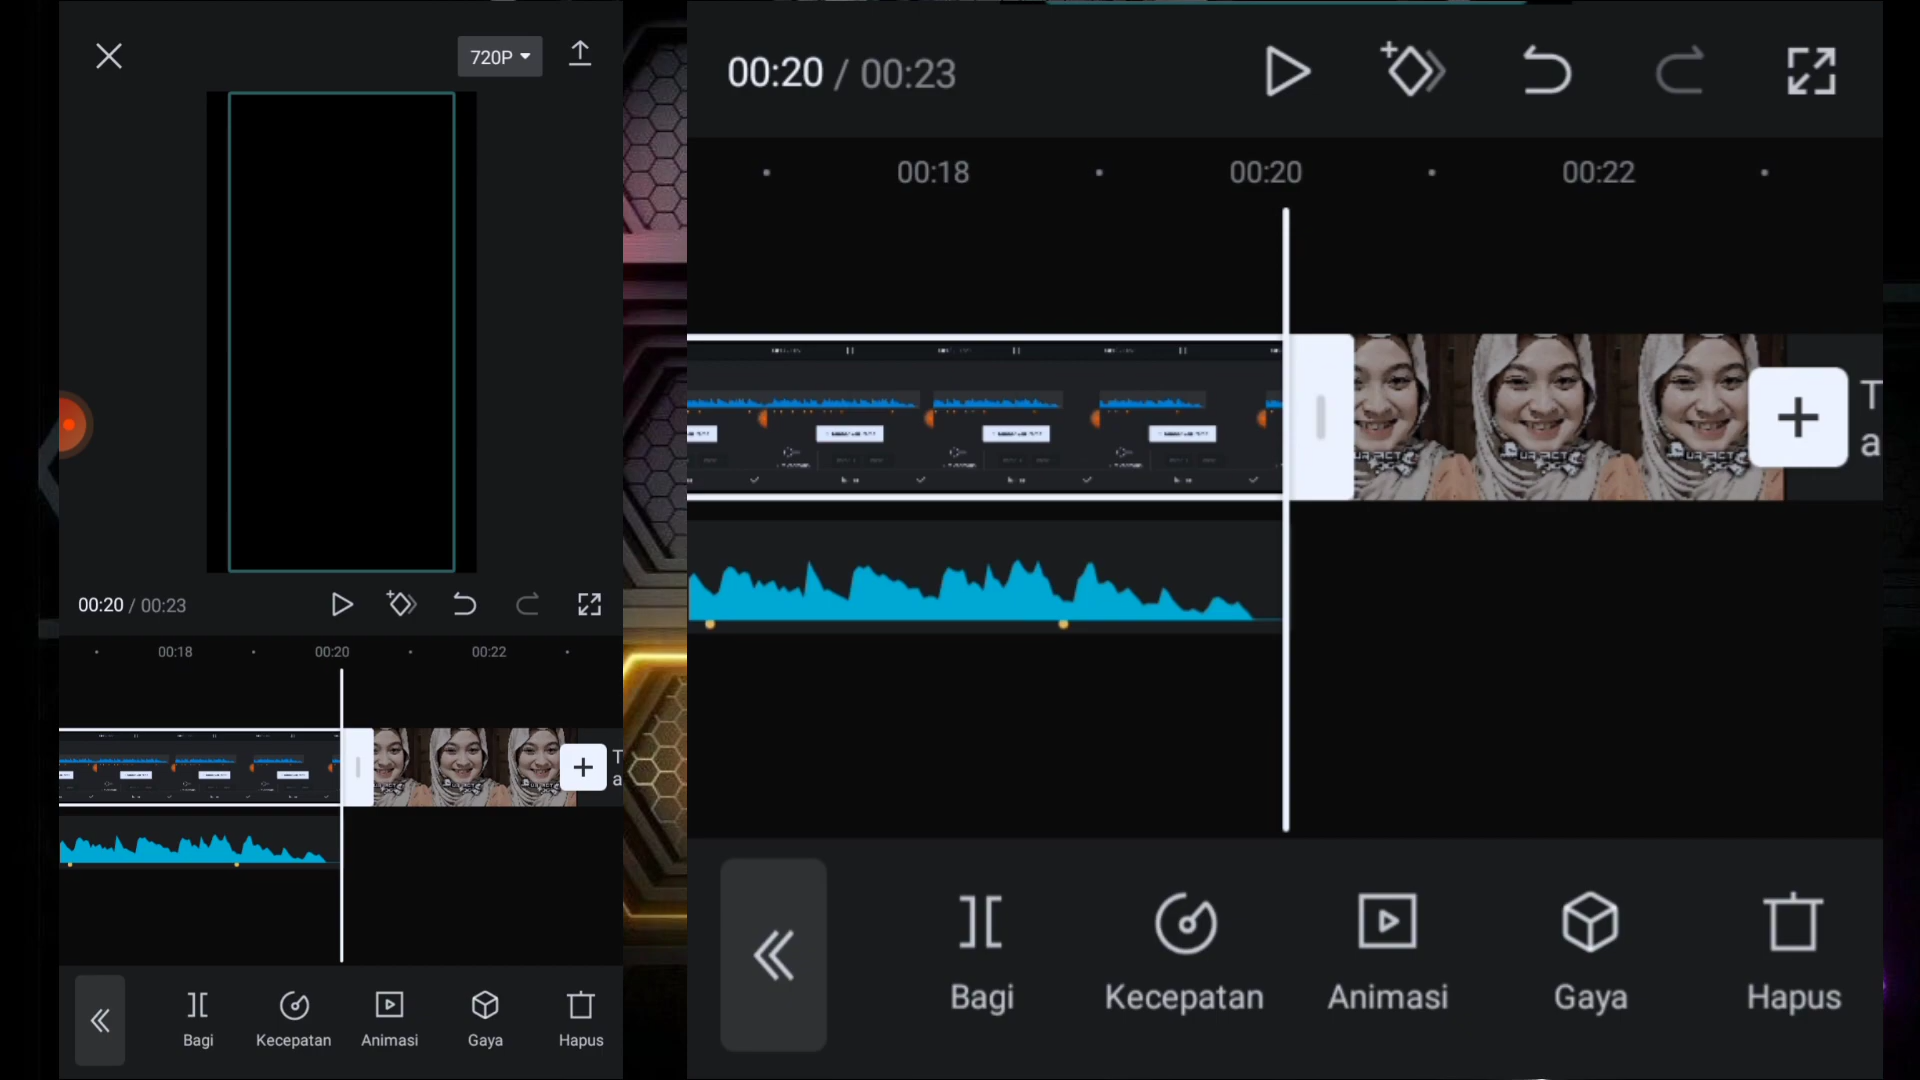 720P
00:20 / 00:23
00:18
00:20
00:22
T
a
Bagi
Kecepatan
Animasi
Gaya
Hapus
00:20 / 00:23
00:18
00:20
00:22
T
a
Bagi
Kecepatan
Animasi
Gaya
Hapus